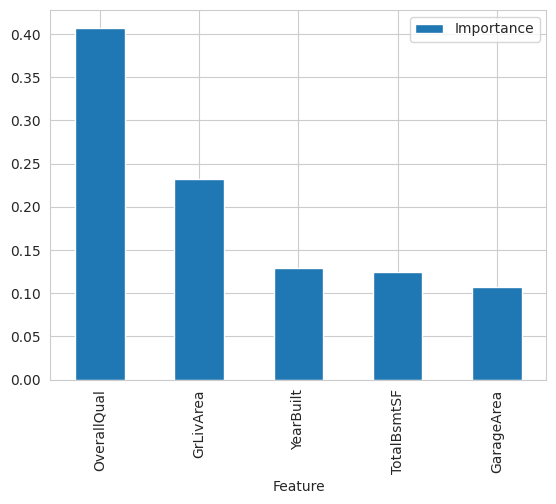 Importance
0.40
0.35
0.30
0.25
0.20
0.15
0.10
0.05
0.00
OverallQual
GrLivArea
YearBuilt
TotalBsmtSF
GarageArea
Feature